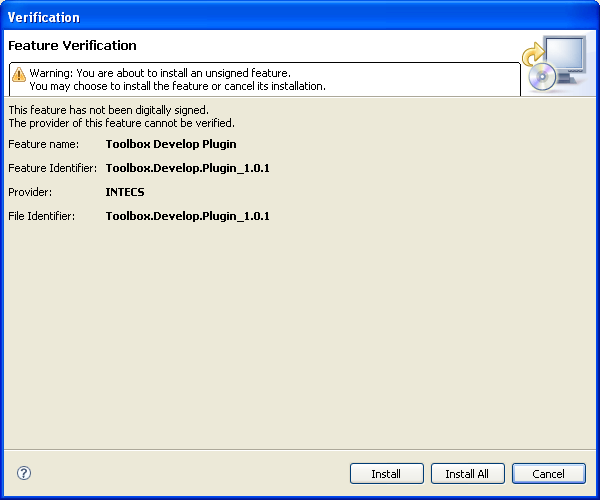 Verification
Feature Verification
Warning: You are about to install an unsigned feature.
You may choose to install the feature or cancel its installation.
This feature has not been digitally signed.
The provider of this feature cannot be verified.
Feature name: Toolbox Develop Plugin
Feature Identifier: Toolbox.Develop.Plugin_1.0.1
Provider: INTECS
File Identifier: Toolbox.Develop.Plugin_1.0.1
? Install Install All Cancel